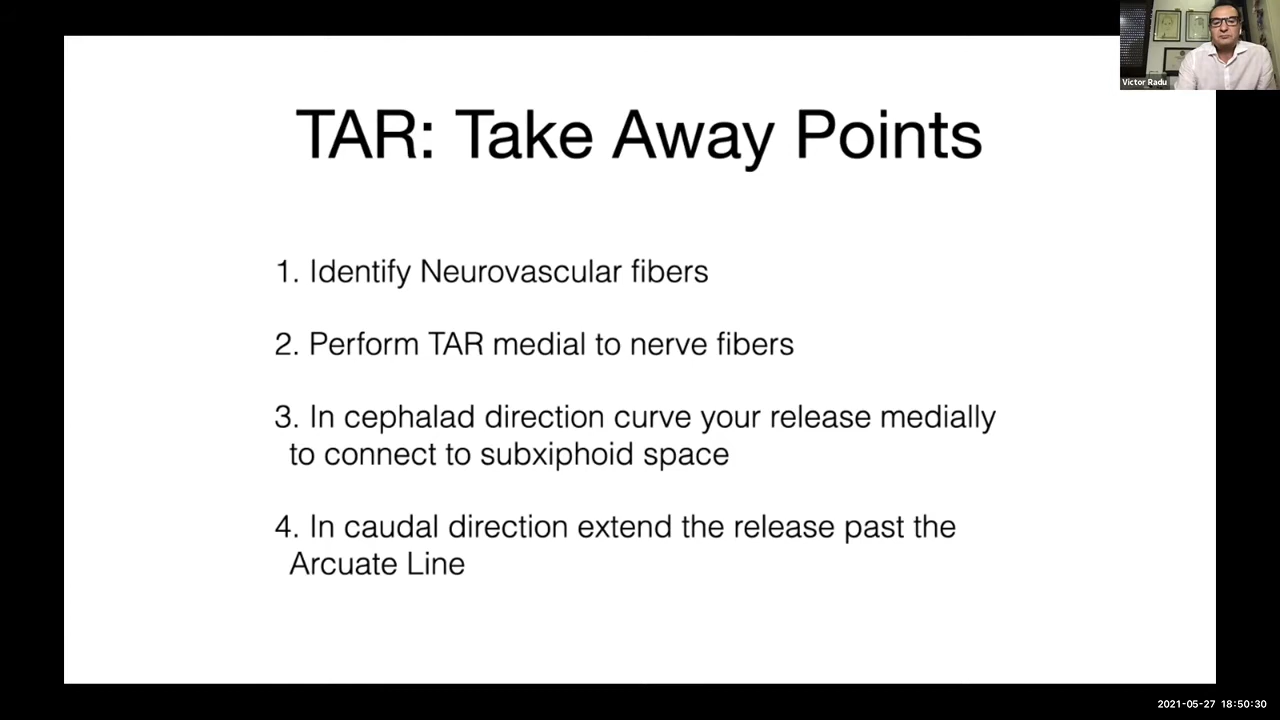 Victor Radu
TAR: Take Away Points
1. Identify Neurovascular fibers
2. Perform TAR medial to nerve fibers
3. In cephalad direction curve your release medially
to connect to subxiphoid space
4. In caudal direction extend the release past the
Arcuate Line
2021-05-27 18:50:30